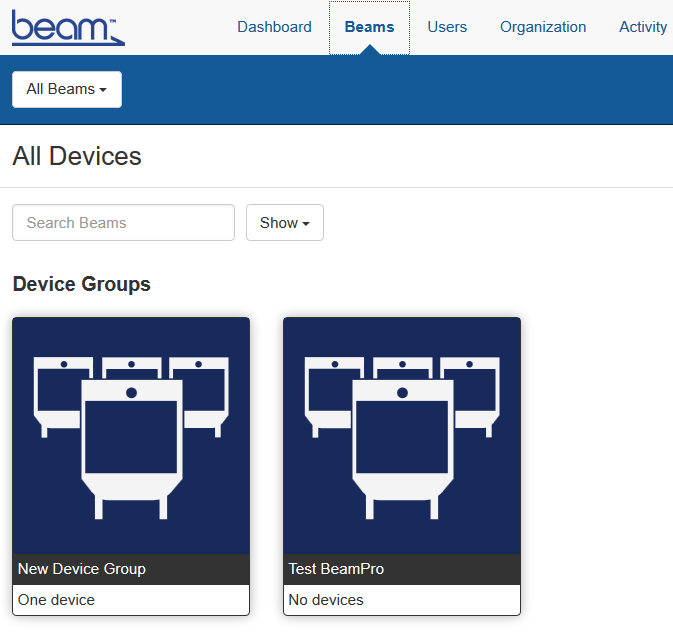 beam™ Dashboard Beams Users Organization Activity
All Beams
All Devices
Search Beams Show
Device Groups
New Device Group Test BeamPro
One device No devices